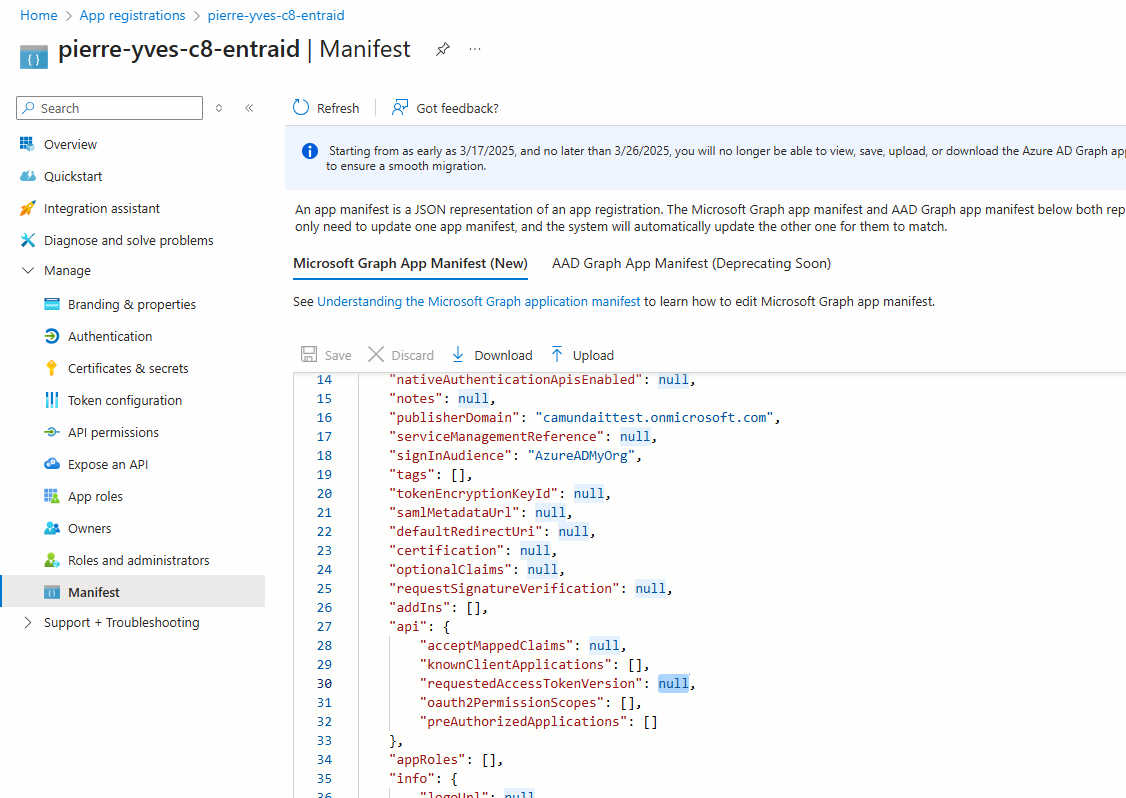 Home > App registrations > pierre-yves-c8-entraid
{ } pierre-yves-c8-entraid | Manifest ...
Search
Refresh | Got feedback?
Overview
Quickstart
Integration assistant
Diagnose and solve problems
Manage
Branding & properties
Authentication
Certificates & secrets
Token configuration
API permissions
Expose an API
App roles
Owners
Roles and administrators
Manifest
Support + Troubleshooting
Starting from as early as 3/17/2025, and no later than 3/26/2025, you will no longer be able to view, save, upload, or download the Azure AD Graph
to ensure a smooth migration.
An app manifest is a JSON representation of an app registration. The Microsoft Graph app manifest and AAD Graph app manifest below both
only need to update one app manifest, and the system will automatically update the other one for them to match.
Microsoft Graph App Manifest (New) AAD Graph App Manifest (Deprecating Soon)
See Understanding the Microsoft Graph application manifest to learn how to edit Microsoft Graph app manifest.
Save Discard Download Upload
14 "nativeAuthenticationApisEnabled": null,
15 "notes": null,
16 "publisherDomain": "camundaittest.onmicrosoft.com",
17 "serviceManagementReference": null,
18 "signInAudience": "AzureADMyOrg",
19 "tags": [],
20 "tokenEncryptionKeyId": null,
21 "samlMetadataUrl": null,
22 "defaultRedirectUri": null,
23 "certification": null,
24 "optionalClaims": null,
25 "requestSignatureVerification": null,
26 "addIns": [],
27 "api": {
28 "acceptMappedClaims": null,
29 "knownClientApplications": [],
30 "requestedAccessTokenVersion": null,
31 "oauth2PermissionScopes": [],
32 "preAuthorizedApplications": []
33 },
34 "appRoles": [],
35 "info": {
36 "logoUrl": null